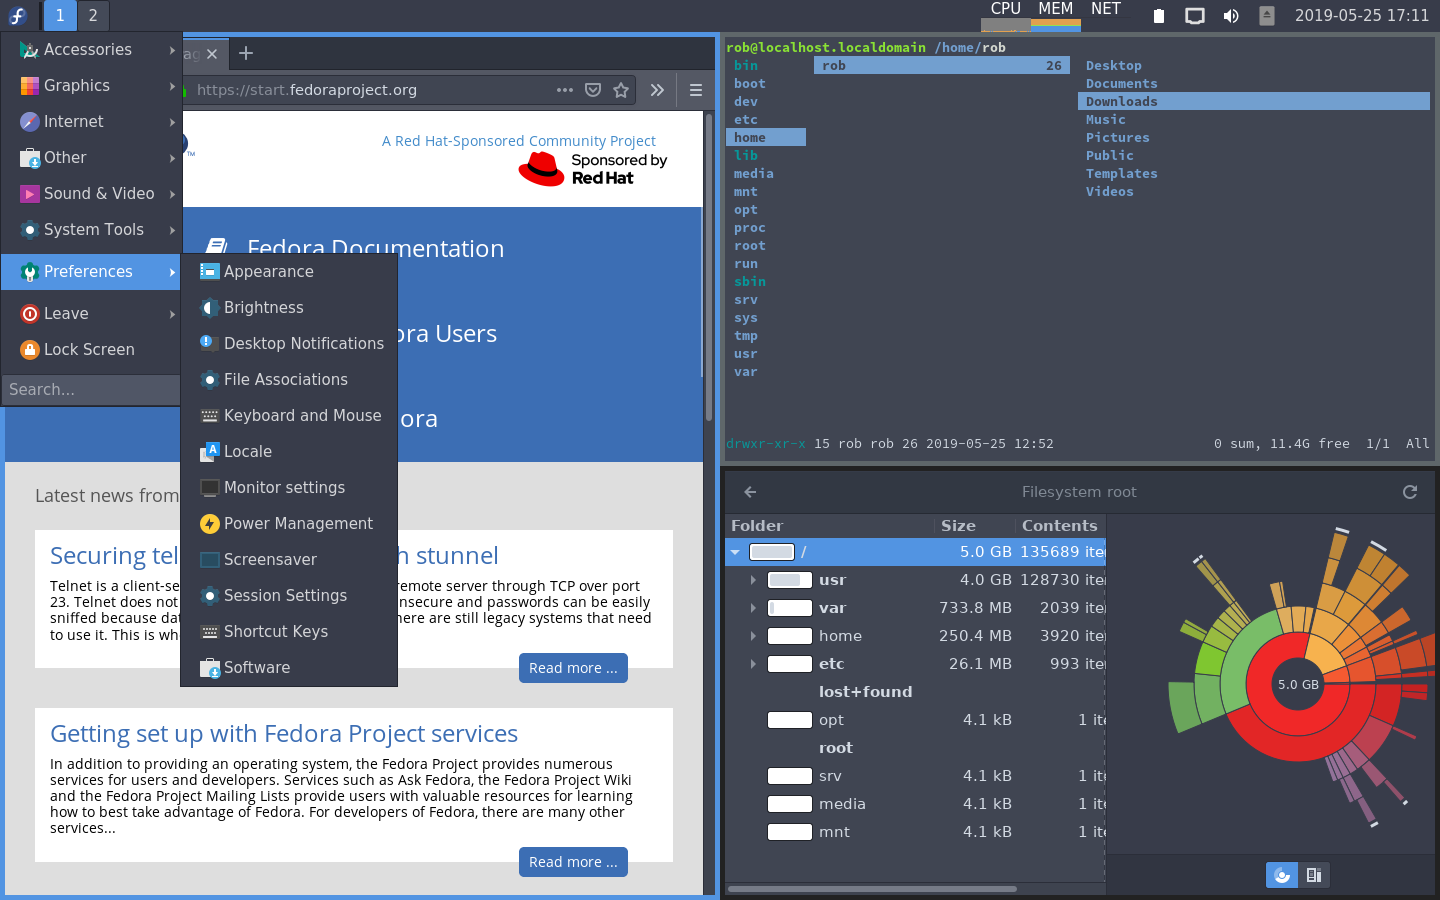 1 2
CPU MEM NET
2019-05-25 17:11
Accessories
Graphics
Internet
Other
Sound & Video
System Tools
Preferences
Leave
Lock Screen
Search...
Appearance
Brightness
Desktop Notifications
File Associations
Keyboard and Mouse
Locale
Monitor settings
Power Management
Screensaver
Session Settings
Shortcut Keys
Software
https://start.fedoraproject.org
A Red Hat-Sponsored Community Project
Sponsored by
Red Hat
™
Fedora Documentation
ora Users
ora
Latest news from
Securing tel h stunnel
Telnet is a client-se remote server through TCP over port
23. Telnet does not nsecure and passwords can be easily
sniffed because dat here are still legacy systems that need
to use it. This is wh
Read more ...
Getting set up with Fedora Project services
In addition to providing an operating system, the Fedora Project provides numerous
services for users and developers. Services such as Ask Fedora, the Fedora Project Wiki
and the Fedora Project Mailing Lists provide users with valuable resources for learning
how to best take advantage of Fedora. For developers of Fedora, there are many other
services...
Read more ...
rob@localhost.localdomain /home/rob
bin
boot
dev
etc
home
lib
media
mnt
opt
proc
root
run
sbin
srv
sys
tmp
usr
var
rob 26
Desktop
Documents
Downloads
Music
Pictures
Public
Templates
Videos
drwxr-xr-x 15 rob rob 26 2019-05-25 12:52 0 sum, 11.4G free 1/1 All
Filesystem root
Folder Size Contents
/ 5.0 GB 135689 ite
usr 4.0 GB 128730 ite
var 733.8 MB 2039 ite
home 250.4 MB 3920 ite
etc 26.1 MB 993 ite
lost+found
opt 4.1 kB 1 ite
root
srv 4.1 kB 1 ite
media 4.1 kB 1 ite
mnt 4.1 kB 1 ite
5.0 GB